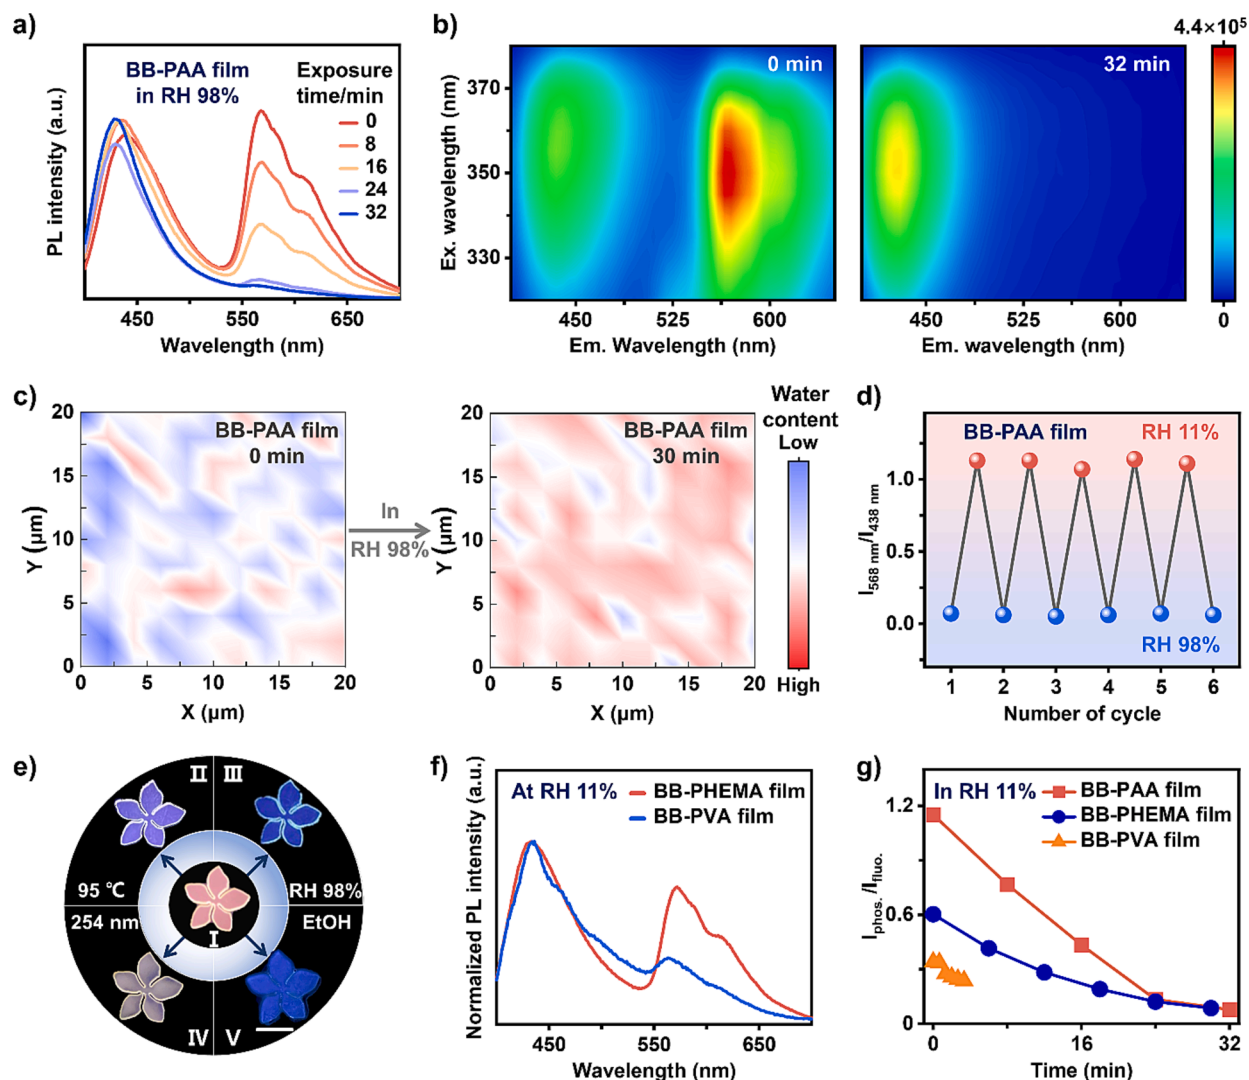 a)
BB-PAA film
in RH 98%
Exposure
time/min
0
8
16
24
32
PL intensity (a.u.)
450
550
650
Wavelength (nm)
b)
4.4×10⁵
0 min
32 min
370
350
330
Ex. wavelength (nm)
450
525
600
Em. Wavelength (nm)
450
525
600
Em. wavelength (nm)
0
c)
20
15
10
5
0
Y (µm)
BB-PAA film
0 min
0
5
10
15
20
X (µm)
In
RH 98%
20
15
10
5
0
Y (µm)
BB-PAA film
30 min
0
5
10
15
20
X (µm)
Water
content
Low
High
d)
BB-PAA film
RH 11%
RH 98%
1.0
0.5
0.0
I568 nm/I438 nm
1
2
3
4
5
6
Number of cycle
e)
II
III
95 ℃
RH 98%
254 nm
EtOH
I
IV
V
f)
Normalized PL intensity (a.u.)
At RH 11%
BB-PHEMA film
BB-PVA film
450
550
650
Wavelength (nm)
g)
In RH 11%
BB-PAA film
BB-PHEMA film
BB-PVA film
1.2
0.6
0
Iphos./Ifluo.
0
16
32
Time (min)